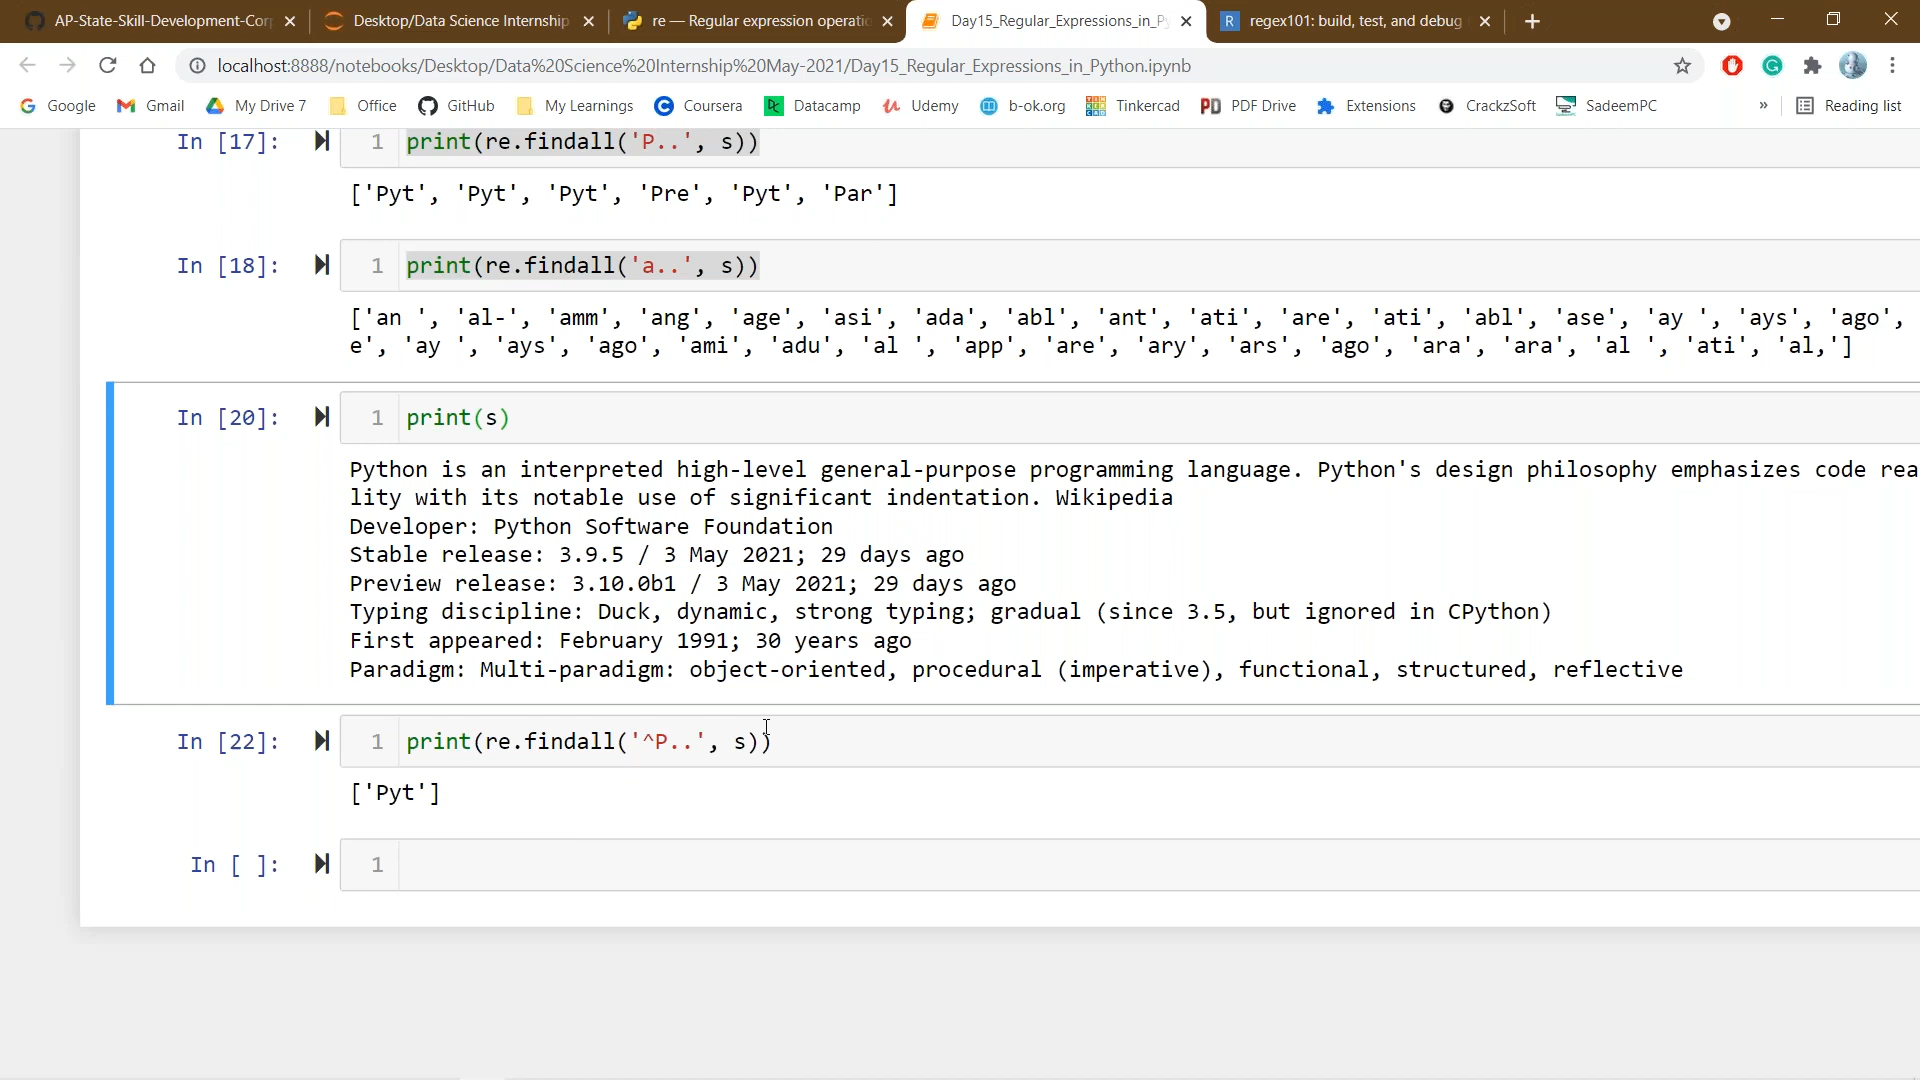 AP-State-Skill-Development-Cor
Desktop/Data Science Internship
re — Regular expression operatio
Day15_Regular_Expressions_in_Py
regex101: build, test, and debug
localhost:8888/notebooks/Desktop/Data%20Science%20Internship%20May-2021/Day15_Regular_Expressions_in_Python.ipynb
Google Gmail My Drive 7 Office GitHub My Learnings Coursera Datacamp Udemy b-ok.org Tinkercad PDF Drive Extensions CrackzSoft SadeemPC » Reading list
In [17]: 1 print(re.findall('P..', s))
['Pyt', 'Pyt', 'Pyt', 'Pre', 'Pyt', 'Par']
In [18]: 1 print(re.findall('a..', s))
['an ', 'al-', 'amm', 'ang', 'age', 'asi', 'ada', 'abl', 'ant', 'ati', 'are', 'ati', 'abl', 'ase', 'ay ', 'ays', 'ago',
e', 'ay ', 'ays', 'ago', 'ami', 'adu', 'al ', 'app', 'are', 'ary', 'ars', 'ago', 'ara', 'ara', 'al ', 'ati', 'al,']
In [20]: 1 print(s)
Python is an interpreted high-level general-purpose programming language. Python's design philosophy emphasizes code rea
lity with its notable use of significant indentation. Wikipedia
Developer: Python Software Foundation
Stable release: 3.9.5 / 3 May 2021; 29 days ago
Preview release: 3.10.0b1 / 3 May 2021; 29 days ago
Typing discipline: Duck, dynamic, strong typing; gradual (since 3.5, but ignored in CPython)
First appeared: February 1991; 30 years ago
Paradigm: Multi-paradigm: object-oriented, procedural (imperative), functional, structured, reflective
In [22]: 1 print(re.findall('^P..', s))
['Pyt']
In [ ]: 1